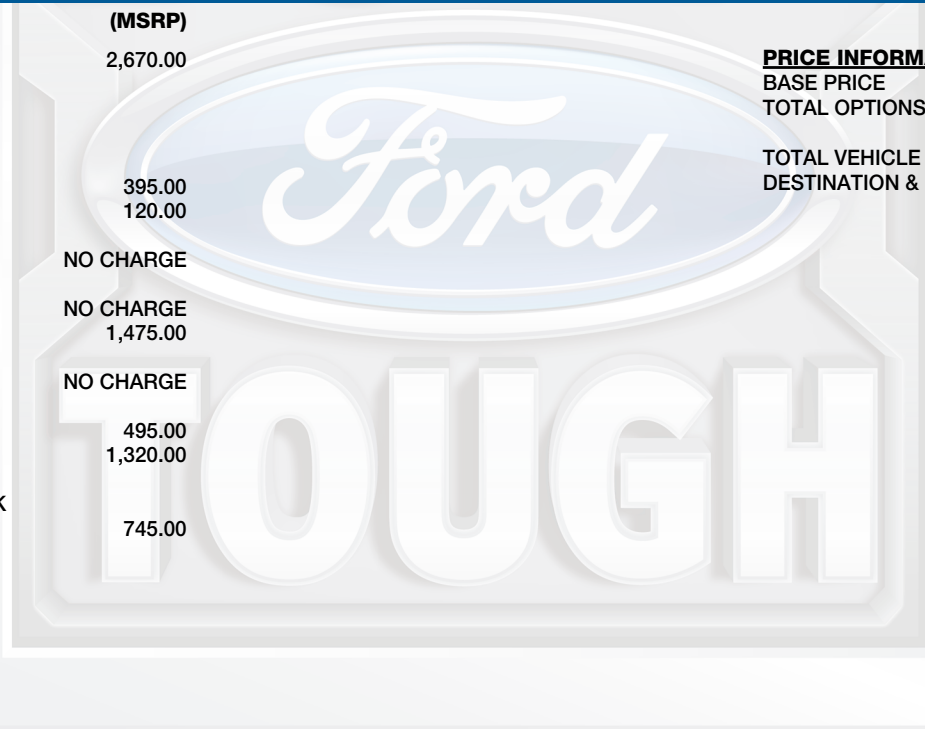 (MSRP)
2,670.00
395.00
120.00
NO CHARGE
NO CHARGE
1,475.00
NO CHARGE
495.00
1,320.00
K
745.00
PRICE INFORMA
BASE PRICE
TOTAL OPTIONS
TOTAL VEHICLE
DESTINATION &
Ford
TOUGH